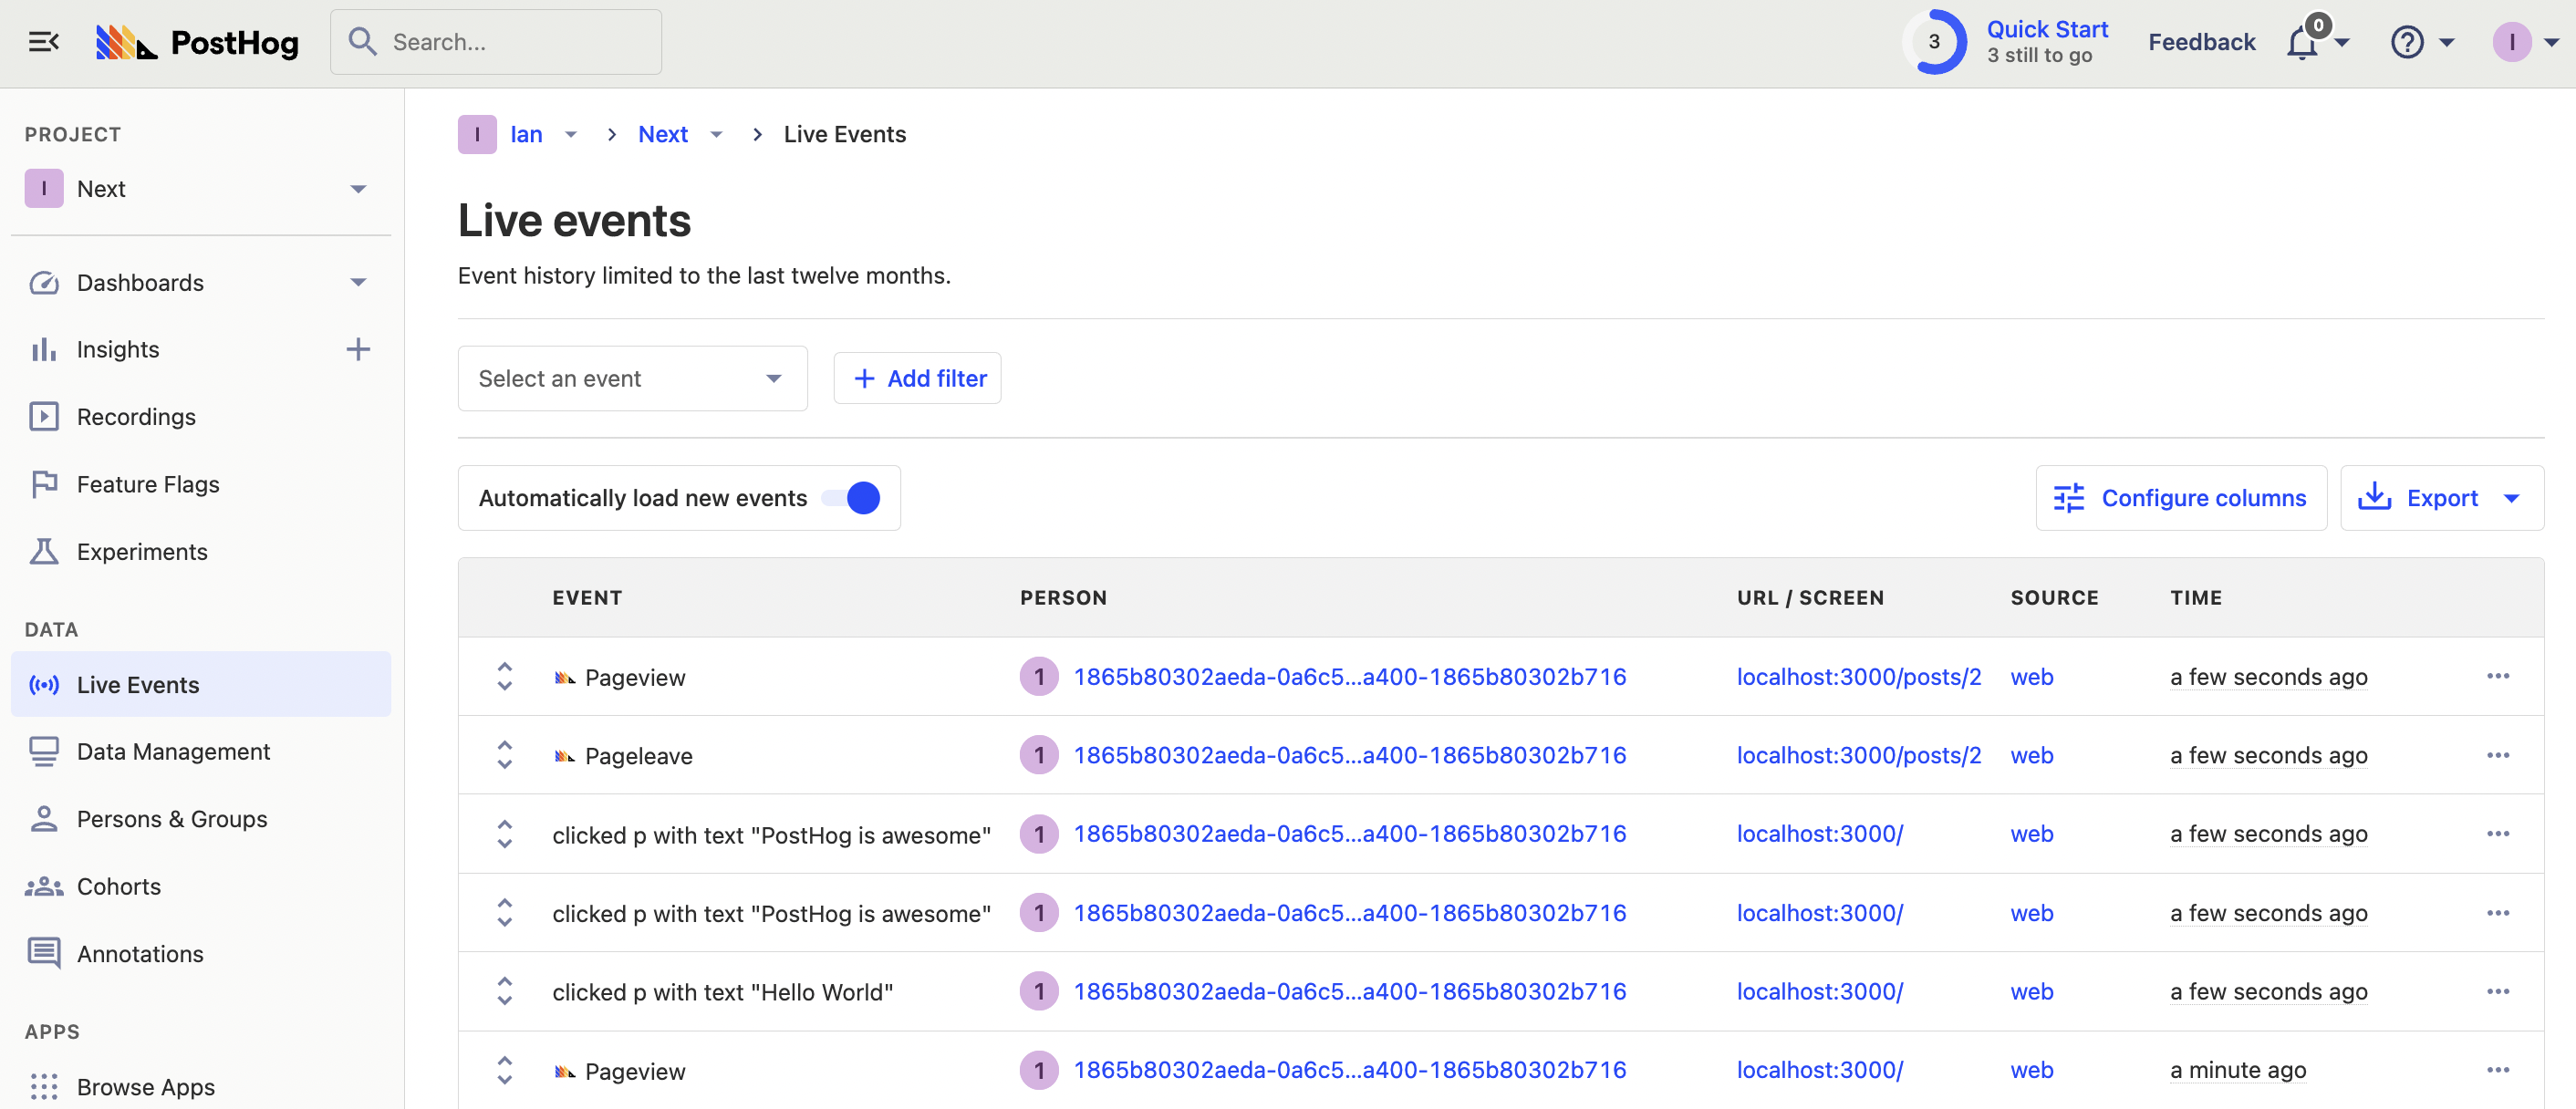 PostHog
Search...
3
Quick Start
3 still to go
Feedback
0
I
PROJECT
I Next
Dashboards
Insights
Recordings
Feature Flags
Experiments
DATA
Live Events
Data Management
Persons & Groups
Cohorts
Annotations
APPS
Browse Apps
I Ian > Next > Live Events
Live events
Event history limited to the last twelve months.
Select an event
+ Add filter
Automatically load new events
Configure columns
Export
EVENT PERSON URL / SCREEN SOURCE TIME
Pageview 1 1865b80302aeda-0a6c5...a400-1865b80302b716 localhost:3000/posts/2 web a few seconds ago
Pageleave 1 1865b80302aeda-0a6c5...a400-1865b80302b716 localhost:3000/posts/2 web a few seconds ago
clicked p with text "PostHog is awesome" 1 1865b80302aeda-0a6c5...a400-1865b80302b716 localhost:3000/ web a few seconds ago
clicked p with text "PostHog is awesome" 1 1865b80302aeda-0a6c5...a400-1865b80302b716 localhost:3000/ web a few seconds ago
clicked p with text "Hello World" 1 1865b80302aeda-0a6c5...a400-1865b80302b716 localhost:3000/ web a few seconds ago
Pageview 1 1865b80302aeda-0a6c5...a400-1865b80302b716 localhost:3000/ web a minute ago